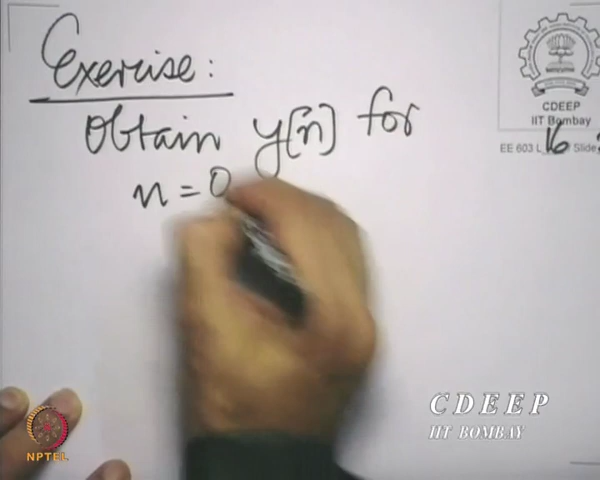 Exercise:
Obtain y[n] for
n = 0
CDEEP
IIT Bombay
EE 603 L 16 Slide
CDEEP
IIT BOMBAY
NPTEL